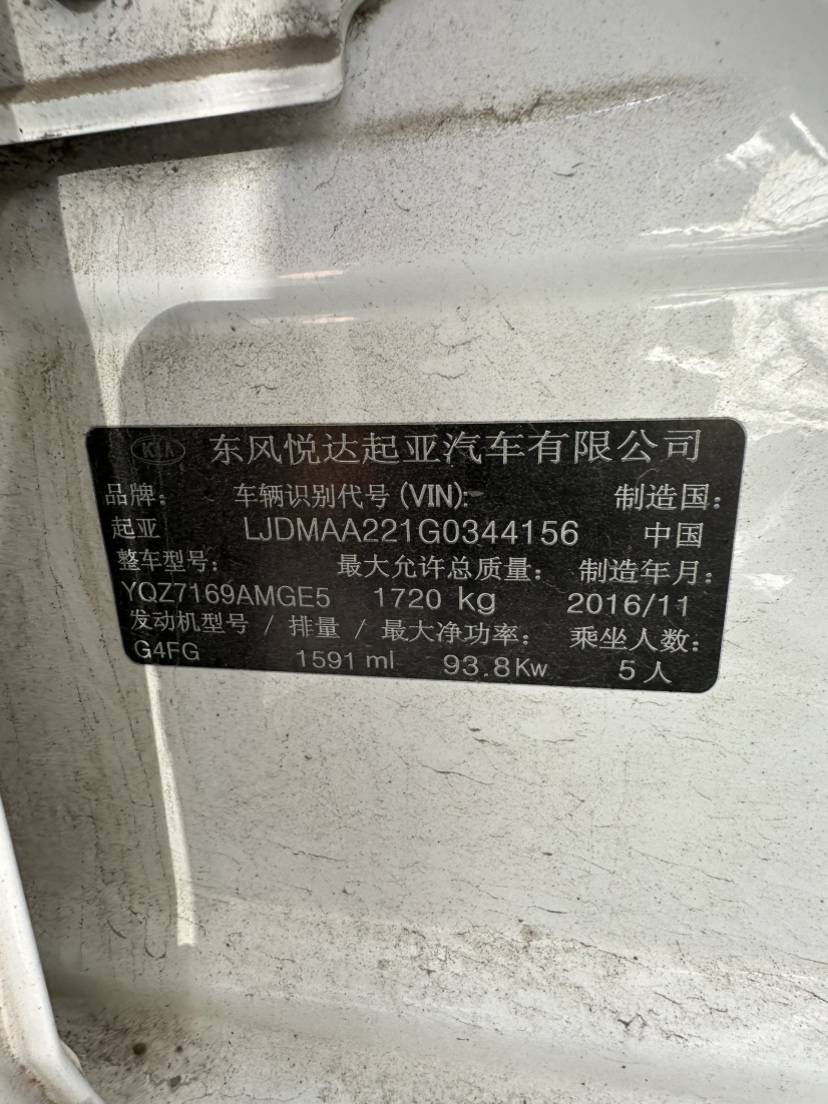 KIA 东风悦达起亚汽车有限公司
品牌： 车辆识别代号(VIN): 制造国：
起亚 LJDMAA221G0344156 中国
整车型号： 最大允许总质量： 制造年月：
YQZ7169AMGE5 1720 kg 2016/11
发动机型号 / 排量 / 最大净功率： 乘坐人数：
G4FG 1591 ml 93.8Kw 5人